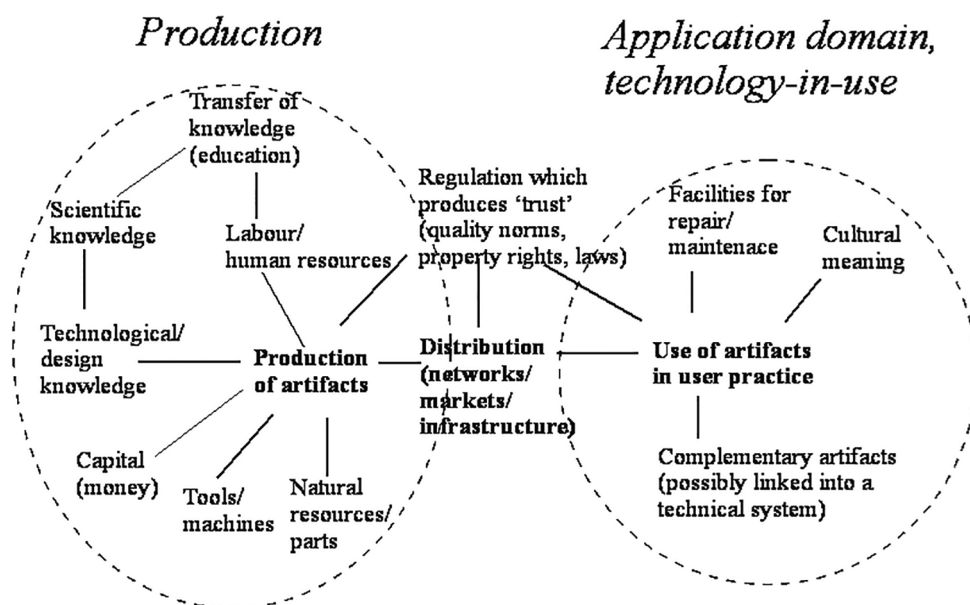 Production
Application domain,
technology-in-use
Transfer of
knowledge
(education)
Scientific
knowledge
Labour/
human resources
Regulation which
produces ‘trust’
(quality norms,
property rights, laws)
Facilities for
repair/
maintenace
Cultural
meaning
Technological/
design
knowledge
Production
of artifacts
Distribution
(networks/
markets/
infrastructure)
Use of artifacts
in user practice
Capital
(money)
Tools/
machines
Natural
resources/
parts
Complementary artifacts
(possibly linked into a
technical system)